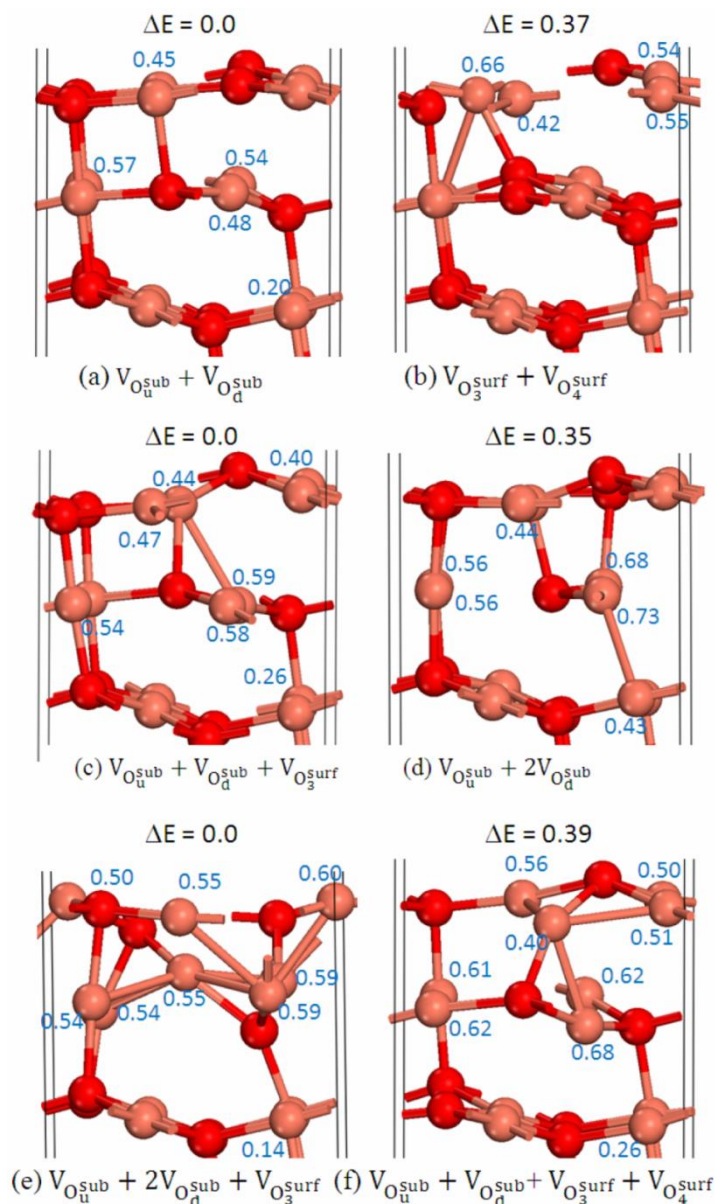 ΔE = 0.0 ΔE = 0.37
0.45 0.66 0.54
0.42 0.55
0.57 0.54
0.48
0.20
(a) V_{O_u^{sub}} + V_{O_d^{sub}} (b) V_{O_3^{surf}} + V_{O_4^{surf}}
ΔE = 0.0 ΔE = 0.35
0.44 0.40
0.47 0.44
0.59 0.56 0.68
0.54 0.58 0.56 0.73
0.26 0.43
(c) V_{O_u^{sub}} + V_{O_d^{sub}} + V_{O_3^{surf}} (d) V_{O_u^{sub}} + 2V_{O_d^{sub}}
ΔE = 0.0 ΔE = 0.39
0.50 0.55 0.60 0.56 0.50
0.40 0.51
0.59 0.61 0.62
0.54 0.54 0.55 0.59 0.62 0.68
0.14 0.26
(e) V_{O_u^{sub}} + 2V_{O_d^{sub}} + V_{O_3^{surf}} (f) V_{O_u^{sub}} + V_{O_d^{sub}} + V_{O_3^{surf}} + V_{O_4^{surf}}